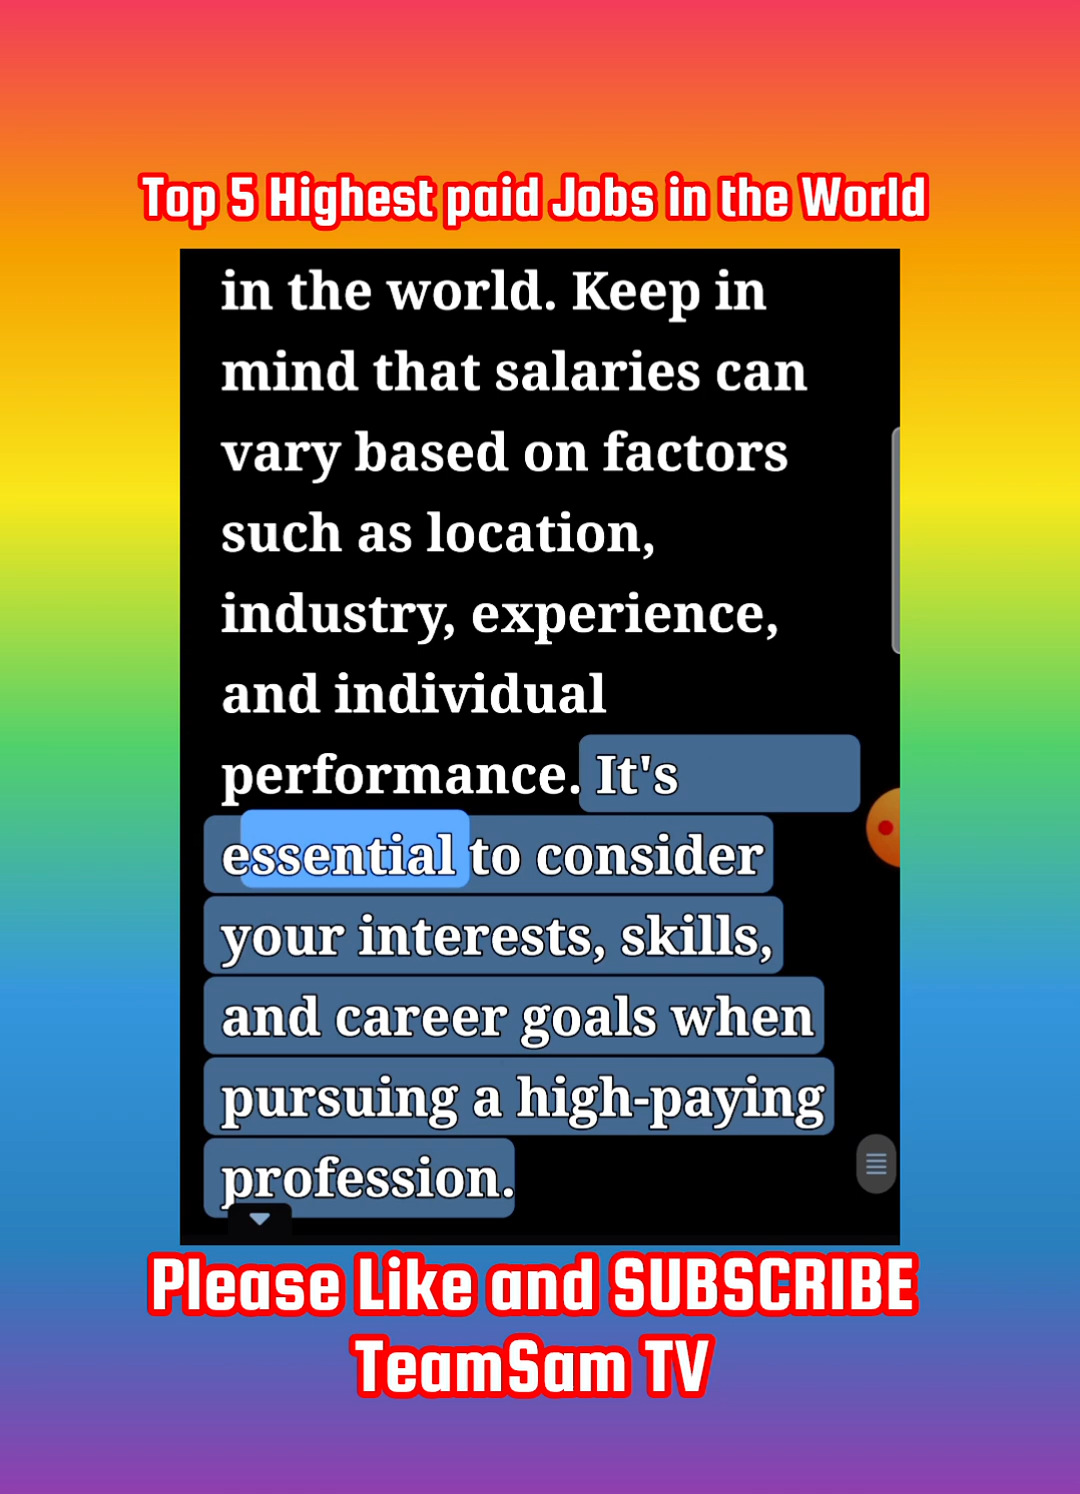 Top 5 Highest paid Jobs in the World
in the world. Keep in
mind that salaries can
vary based on factors
such as location,
industry, experience,
and individual
performance. It's
essential to consider
your interests, skills,
and career goals when
pursuing a high-paying
profession.
Please Like and SUBSCRIBE
TeamSam TV